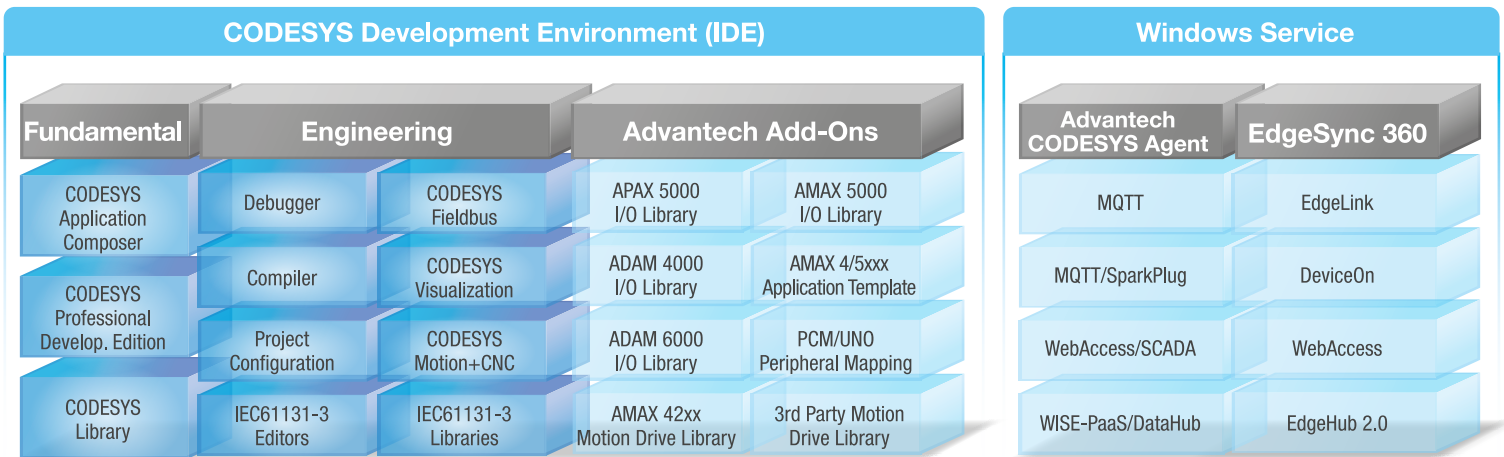 CODESYS Development Environment (IDE)
Windows Service
Fundamental
Engineering
Advantech Add-Ons
Advantech
CODESYS Agent
EdgeSync 360
CODESYS
Application
Composer
CODESYS
Professional
Develop. Edition
CODESYS
Library
Debugger
Compiler
Project
Configuration
IEC61131-3
Editors
CODESYS
Fieldbus
CODESYS
Visualization
CODESYS
Motion+CNC
IEC61131-3
Libraries
APAX 5000
I/O Library
ADAM 4000
I/O Library
ADAM 6000
I/O Library
AMAX 42xx
Motion Drive Library
AMAX 5000
I/O Library
AMAX 4/5xxx
Application Template
PCM/UNO
Peripheral Mapping
3rd Party Motion
Drive Library
MQTT
MQTT/SparkPlug
WebAccess/SCADA
WISE-PaaS/DataHub
EdgeLink
DeviceOn
WebAccess
EdgeHub 2.0